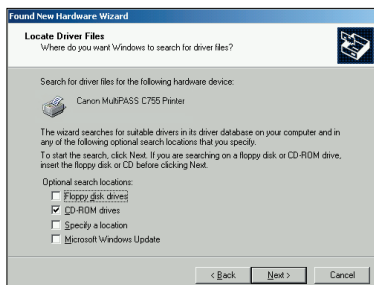 Found New Hardware Wizard
Locate Driver Files
Where do you want Windows to search for driver files?
Search for driver files for the following hardware device:
Canon MultiPASS C755 Printer
The wizard searches for suitable drivers in its driver database on your computer and in
any of the following optional search locations that you specify.
To start the search, click Next. If you are searching on a floppy disk or CD-ROM drive,
insert the floppy disk or CD before clicking Next.
Optional search locations:
Floppy disk drives
CD-ROM drives
Specify a location
Microsoft Windows Update
< Back Next > Cancel